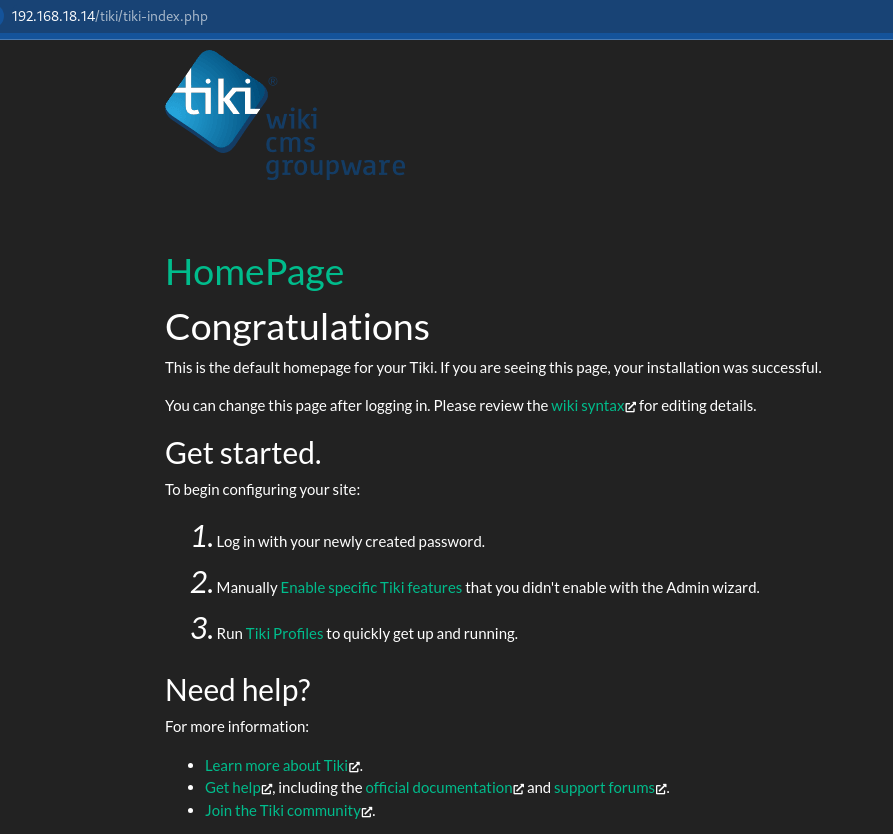 192.168.18.14/tiki/tiki-index.php
tiki®
wiki
cms
groupware
HomePage
Congratulations
This is the default homepage for your Tiki. If you are seeing this page, your installation was successful.
You can change this page after logging in. Please review the wiki syntax for editing details.
Get started.
To begin configuring your site:
1. Log in with your newly created password.
2. Manually Enable specific Tiki features that you didn't enable with the Admin wizard.
3. Run Tiki Profiles to quickly get up and running.
Need help?
For more information:
• Learn more about Tiki.
• Get help, including the official documentation and support forums.
• Join the Tiki community.